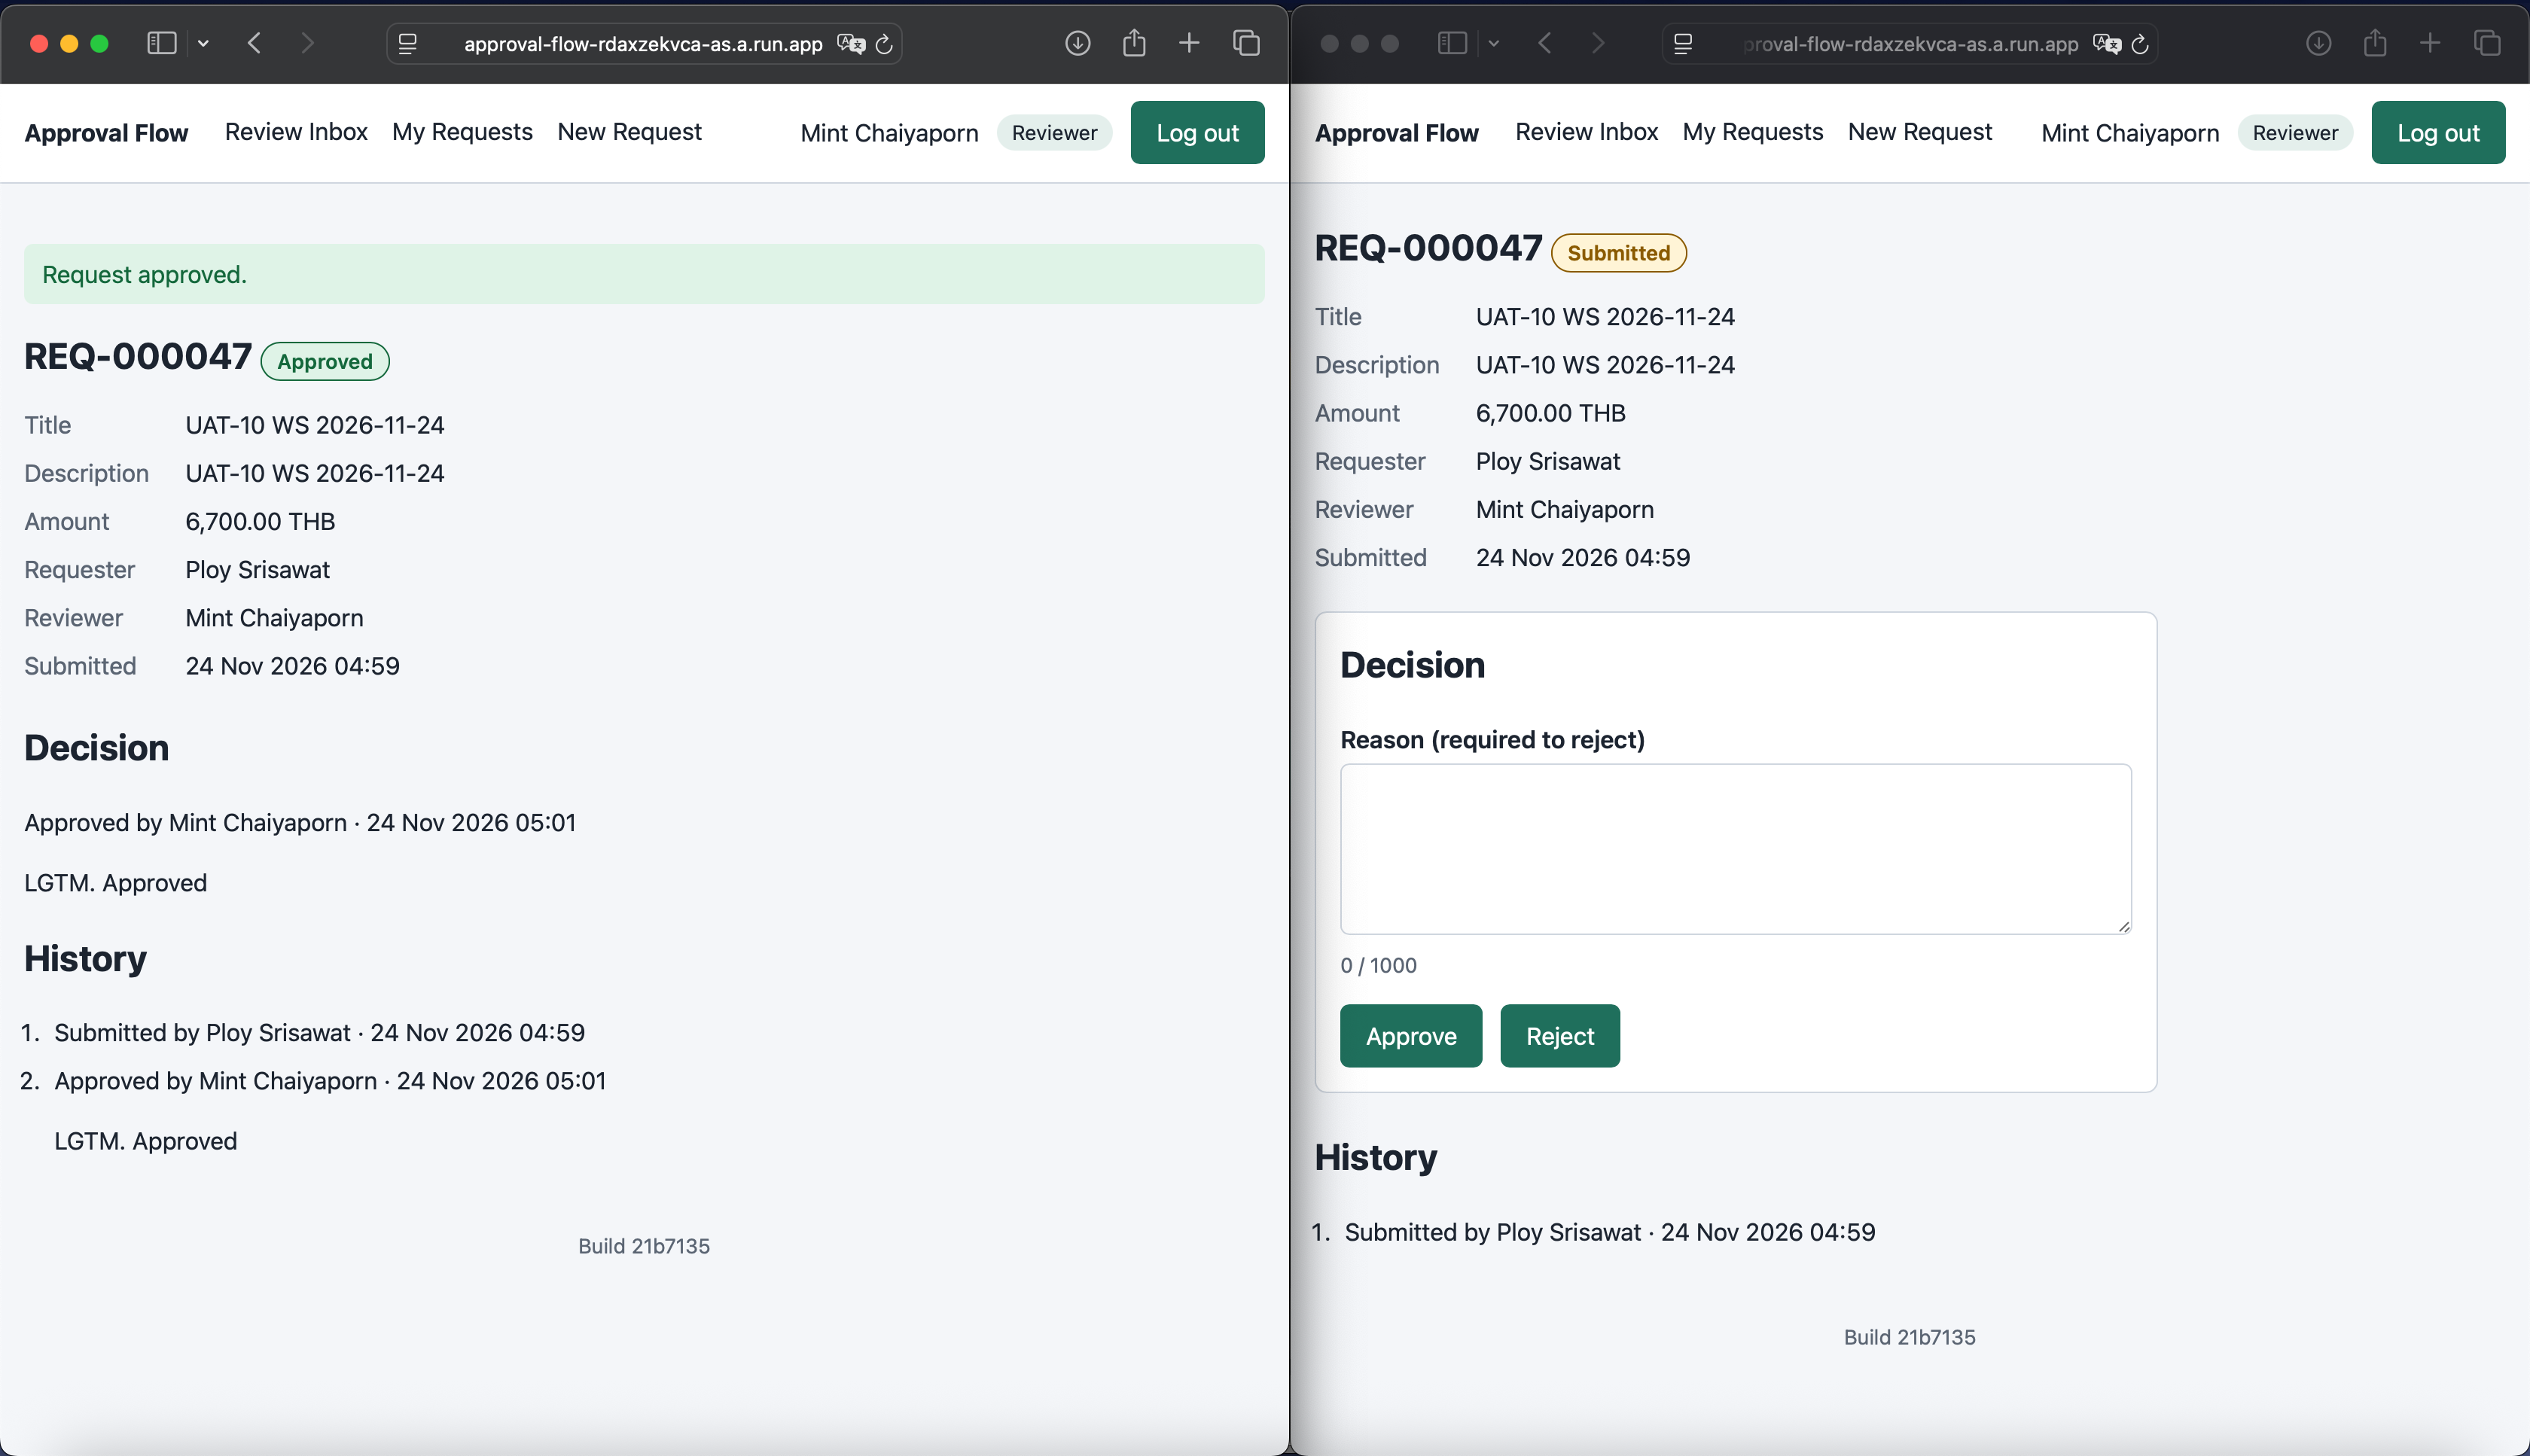 approval-flow-rdaxzekvca-as.a.run.app
Approval Flow Review Inbox My Requests New Request Mint Chaiyaporn Reviewer Log out
Request approved.
REQ-000047 Approved
Title UAT-10 WS 2026-11-24
Description UAT-10 WS 2026-11-24
Amount 6,700.00 THB
Requester Ploy Srisawat
Reviewer Mint Chaiyaporn
Submitted 24 Nov 2026 04:59
Decision
Approved by Mint Chaiyaporn · 24 Nov 2026 05:01
LGTM. Approved
History
1. Submitted by Ploy Srisawat · 24 Nov 2026 04:59
2. Approved by Mint Chaiyaporn · 24 Nov 2026 05:01
LGTM. Approved
Build 21b7135
proval-flow-rdaxzekvca-as.a.run.app
Approval Flow Review Inbox My Requests New Request Mint Chaiyaporn Reviewer Log out
REQ-000047 Submitted
Title UAT-10 WS 2026-11-24
Description UAT-10 WS 2026-11-24
Amount 6,700.00 THB
Requester Ploy Srisawat
Reviewer Mint Chaiyaporn
Submitted 24 Nov 2026 04:59
Decision
Reason (required to reject)
0 / 1000
Approve Reject
History
1. Submitted by Ploy Srisawat · 24 Nov 2026 04:59
Build 21b7135